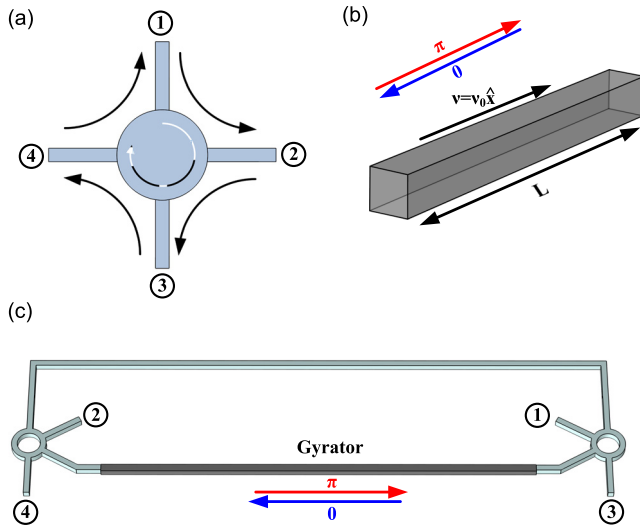 (a)
①
④
②
③
(b)
π
0
v=v₀x̂
L
(c)
②
①
Gyrator
π
0
④
③